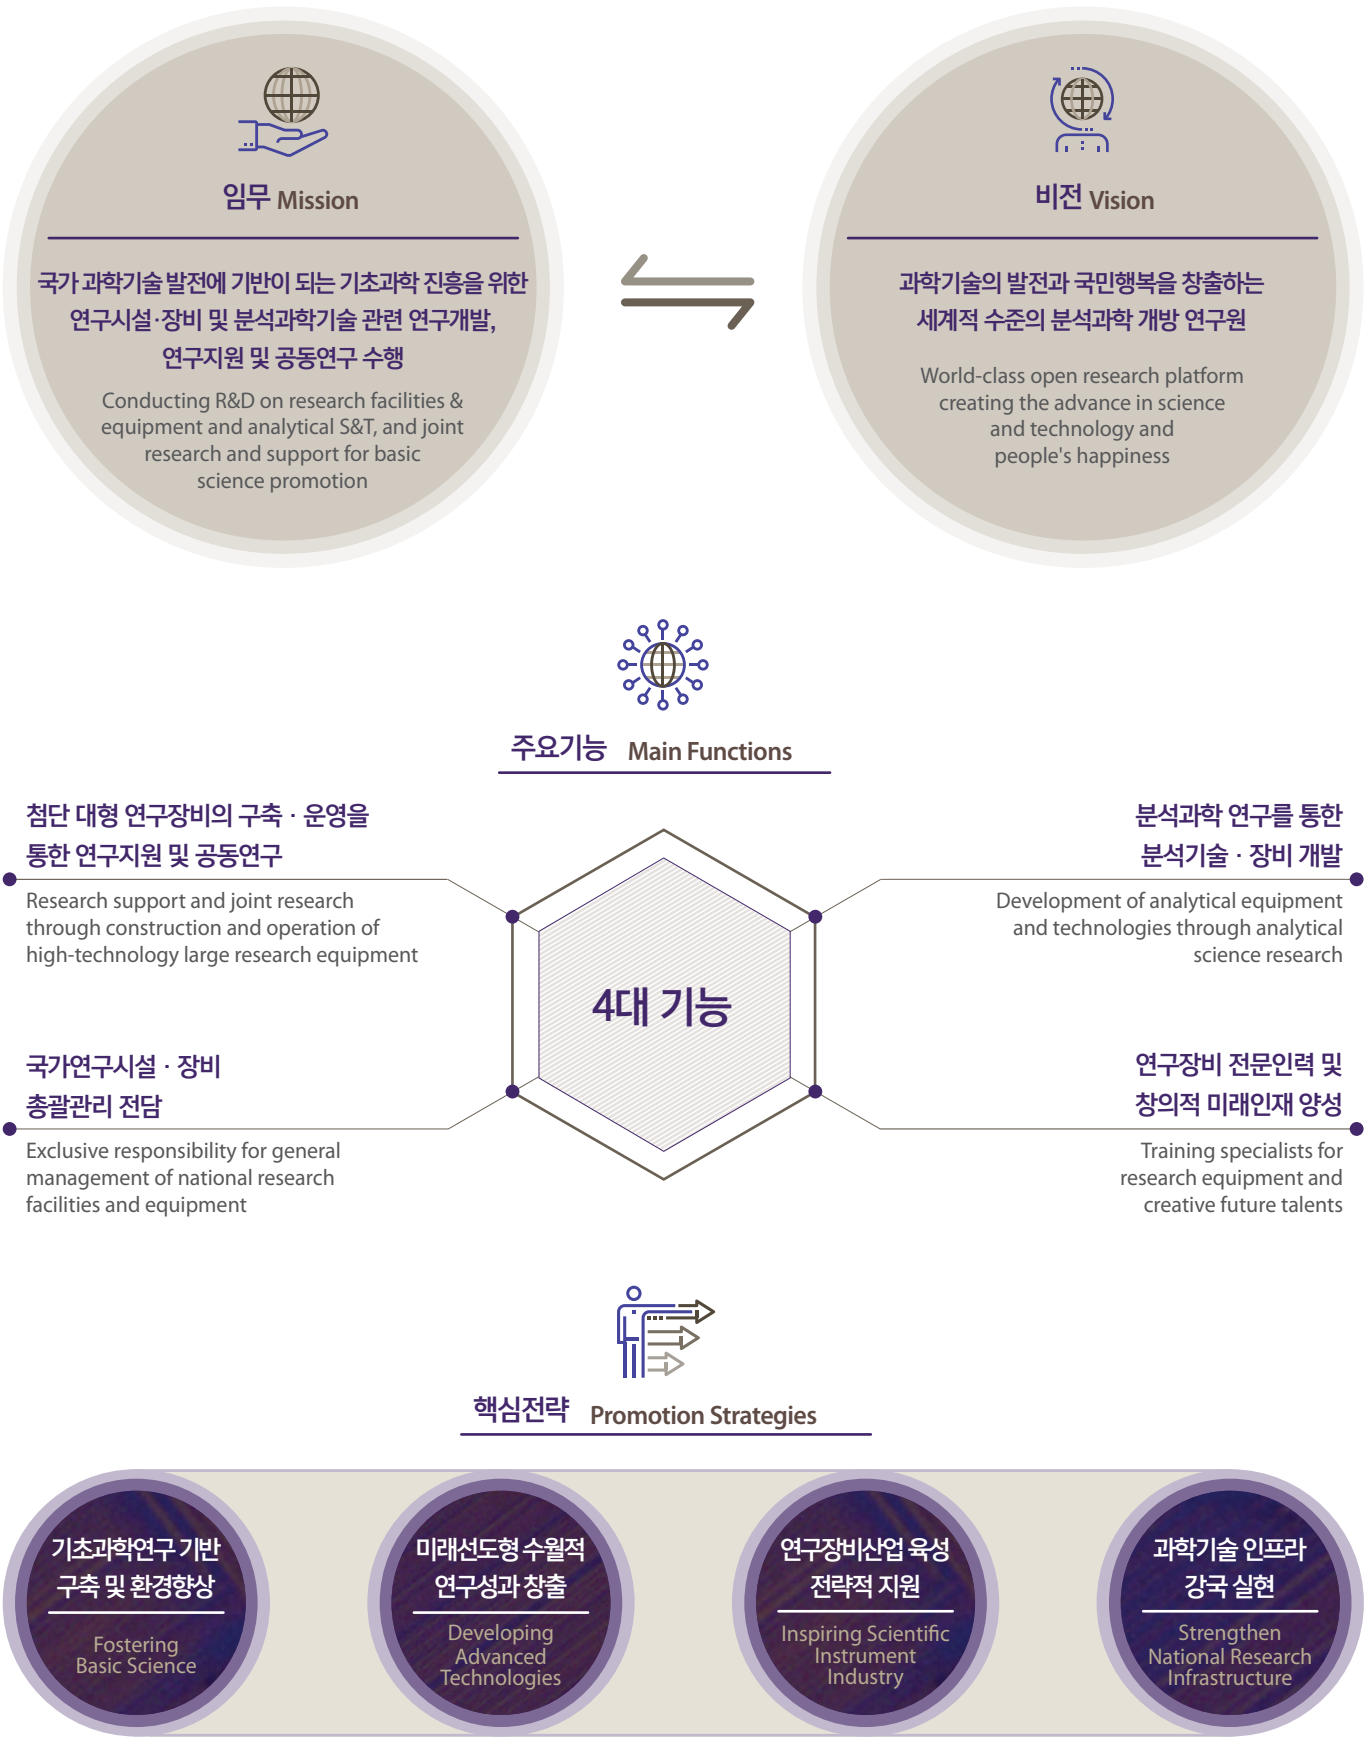 임무 Mission
국가 과학기술 발전에 기반이 되는 기초과학 진흥을 위한
연구시설·장비 및 분석과학기술 관련 연구개발,
연구지원 및 공동연구 수행
Conducting R&D on research facilities &
equipment and analytical S&T, and joint
research and support for basic
science promotion
비전 Vision
과학기술의 발전과 국민행복을 창출하는
세계적 수준의 분석과학 개방 연구원
World-class open research platform
creating the advance in science
and technology and
people's happiness
주요기능 Main Functions
첨단 대형 연구장비의 구축 · 운영을
통한 연구지원 및 공동연구
Research support and joint research
through construction and operation of
high-technology large research equipment
분석과학 연구를 통한
분석기술 · 장비 개발
Development of analytical equipment
and technologies through analytical
science research
4대 기능
국가연구시설 · 장비
총괄관리 전담
Exclusive responsibility for general
management of national research
facilities and equipment
연구장비 전문인력 및
창의적 미래인재 양성
Training specialists for
research equipment and
creative future talents
핵심전략 Promotion Strategies
기초과학연구 기반
구축 및 환경향상
Fostering
Basic Science
미래선도형 수월적
연구성과 창출
Developing
Advanced
Technologies
연구장비산업 육성
전략적 지원
Inspiring Scientific
Instrument
Industry
과학기술 인프라
강국 실현
Strengthen
National Research
Infrastructure